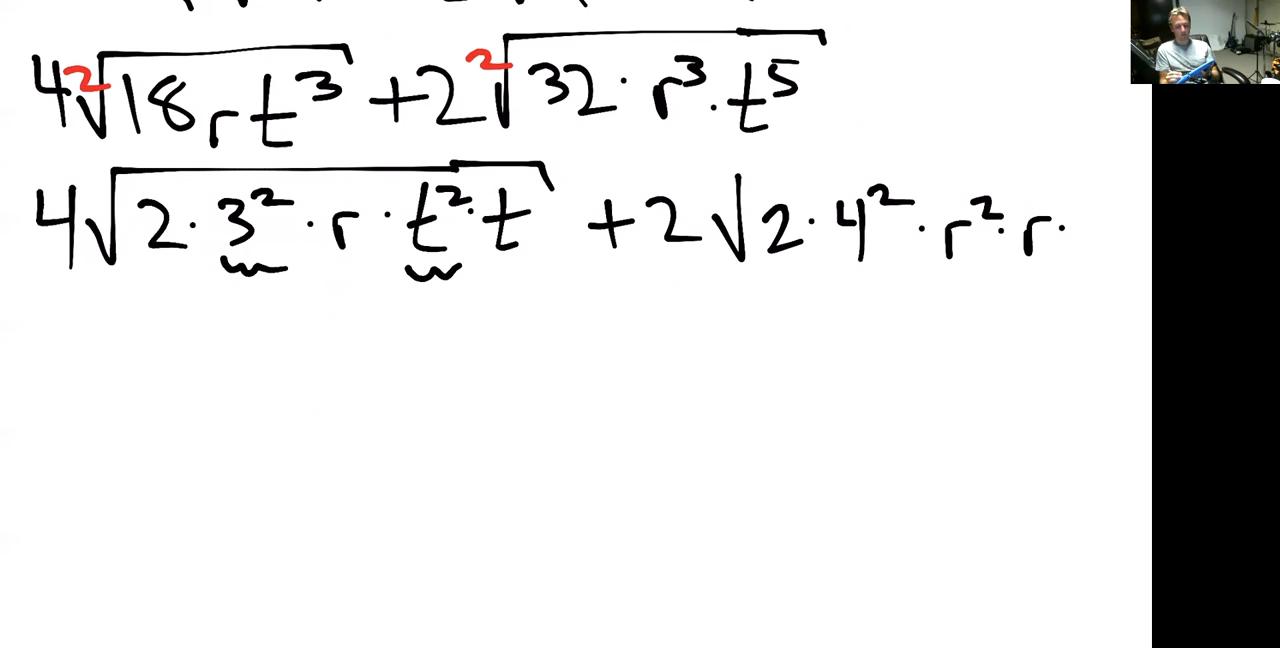 4²√18rt³ + 2²√32·r³·t⁵
4√2·3²·r·t²·t + 2√2·4²·r²·r·